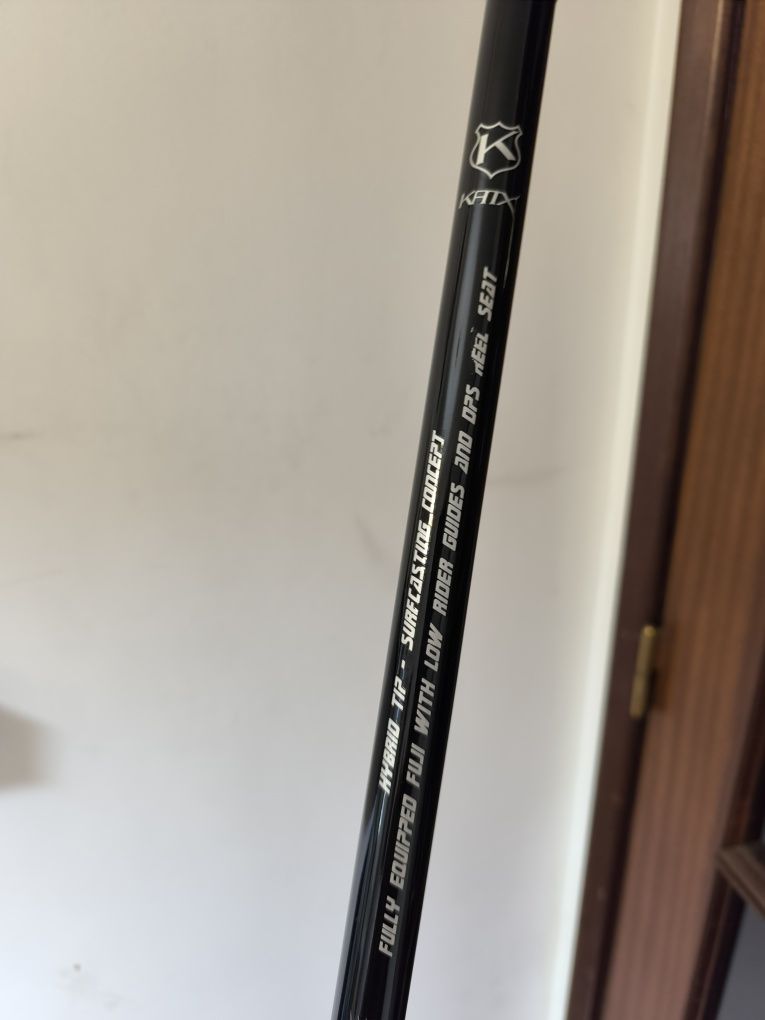 K
KATX
HYBRID TIP - SURFCASTING CONCEPT
FULLY EQUIPPED FUJI WITH LOW RIDER GUIDES AND DPS REEL SEAT